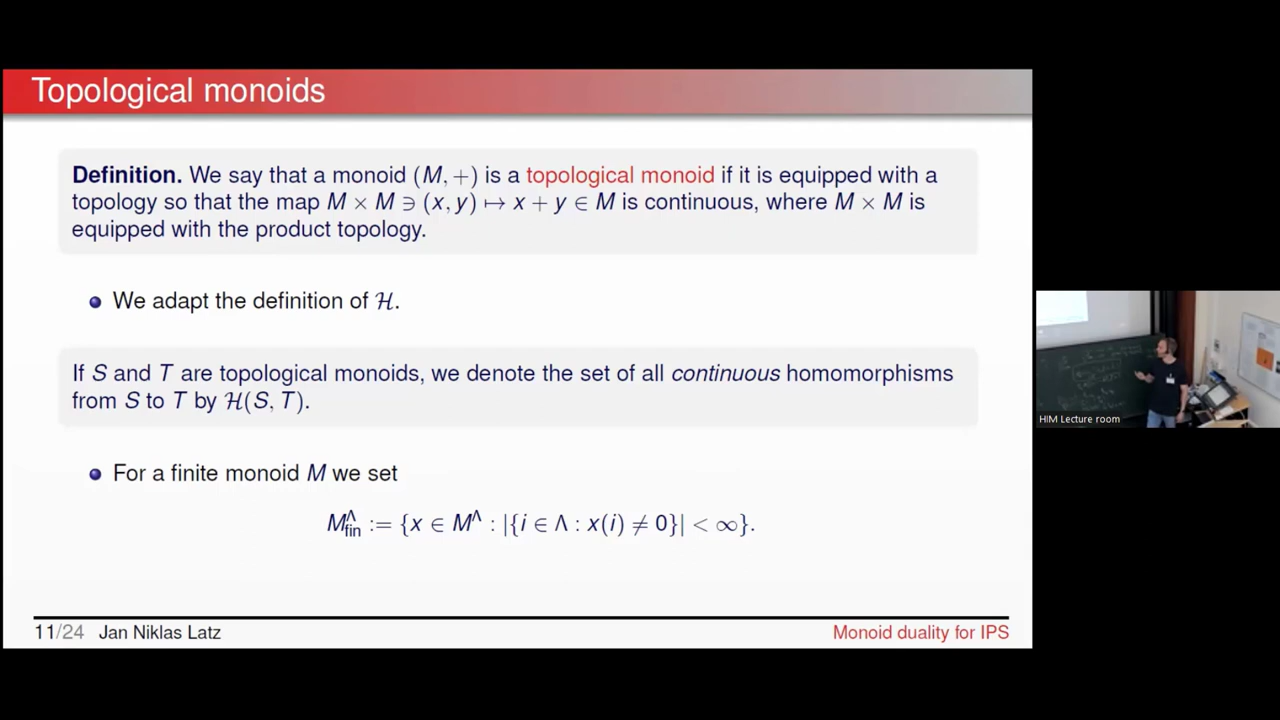 Topological monoids
Definition. We say that a monoid (M, +) is a topological monoid if it is equipped with a
topology so that the map M × M ∋ (x, y) ↦ x + y ∈ M is continuous, where M × M is
equipped with the product topology.
We adapt the definition of ℋ.
If S and T are topological monoids, we denote the set of all continuous homomorphisms
from S to T by ℋ(S, T).
For a finite monoid M we set
M^Λ_fin := {x ∈ M^Λ : |{i ∈ Λ : x(i) ≠ 0}| < ∞}.
11/24 Jan Niklas Latz Monoid duality for IPS
HIM Lecture room